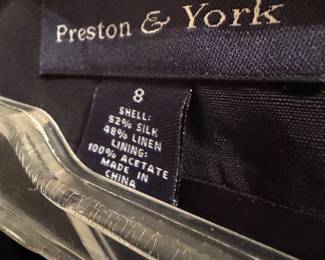 Preston & York
8
SHELL:
52% SILK
48% LINEN
LINING:
100% ACETATE
MADE IN
CHINA